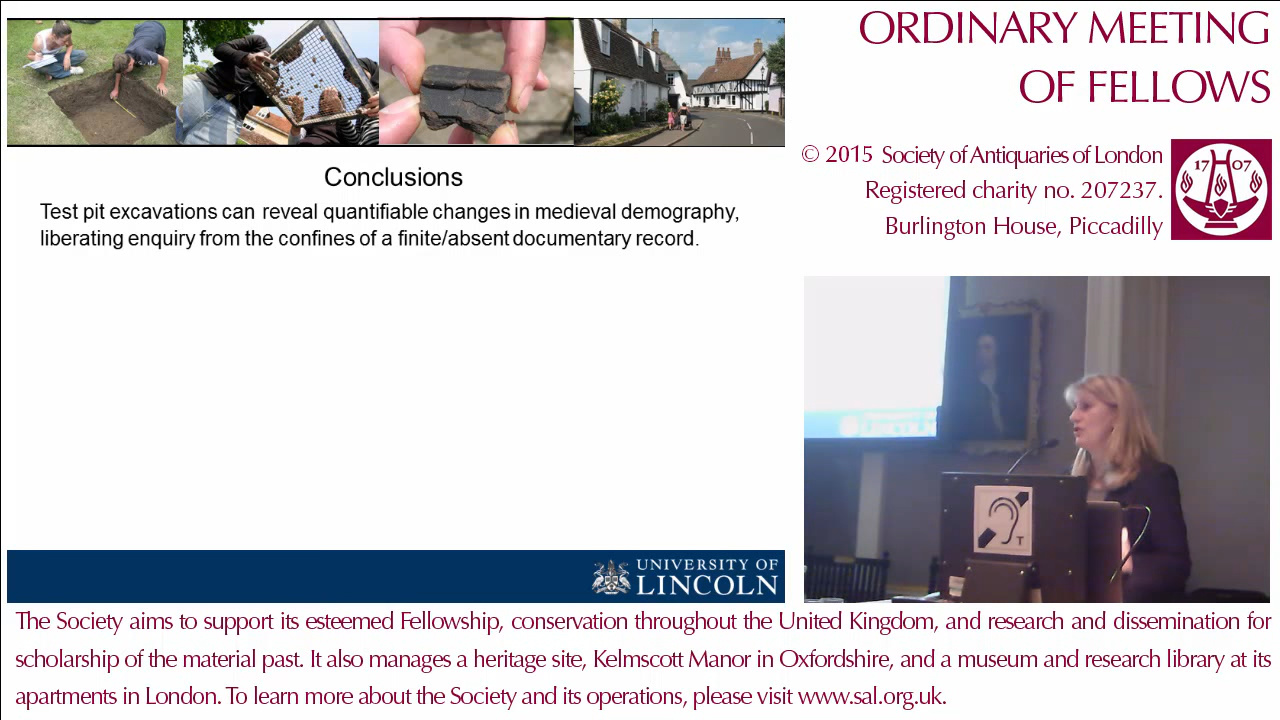 ORDINARY MEETING
OF FELLOWS
© 2015 Society of Antiquaries of London
Registered charity no. 207237.
Burlington House, Piccadilly
17 07
Conclusions
Test pit excavations can reveal quantifiable changes in medieval demography,
liberating enquiry from the confines of a finite/absent documentary record.
UNIVERSITY OF
LINCOLN
LINCOLN
T
The Society aims to support its esteemed Fellowship, conservation throughout the United Kingdom, and research and dissemination for
scholarship of the material past. It also manages a heritage site, Kelmscott Manor in Oxfordshire, and a museum and research library at its
apartments in London. To learn more about the Society and its operations, please visit www.sal.org.uk.